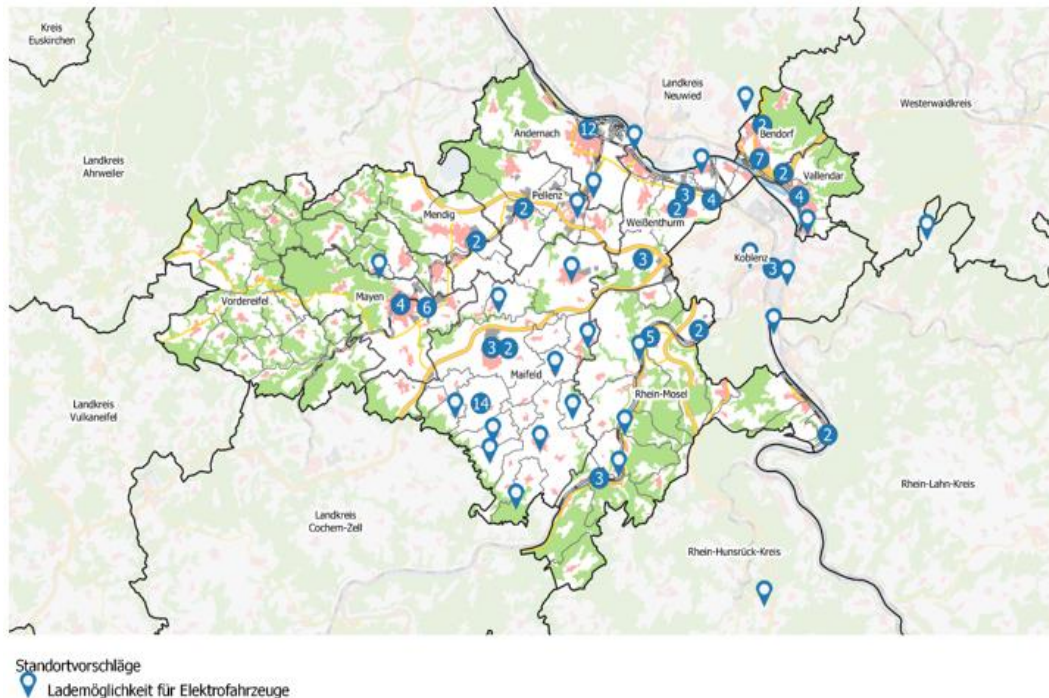 Kreis
Euskirchen
Landkreis
Neuwied
Westerwaldkreis
2
Andernach
12
Bendorf
Landkreis
Ahrweiler
7
2
Vallendar
Pellenz
3
4
4
2
2
Mendig
Weißenthurm
2
3
Koblenz
3
Vordereifel
Mayen
4
6
2
5
3
2
Maifeld
Rhein-Mosel
Landkreis
Vulkaneifel
14
2
3
Rhein-Lahn-Kreis
Landkreis
Cochem-Zell
Rhein-Hunsrück-Kreis
Standortvorschläge
Lademöglichkeit für Elektrofahrzeuge